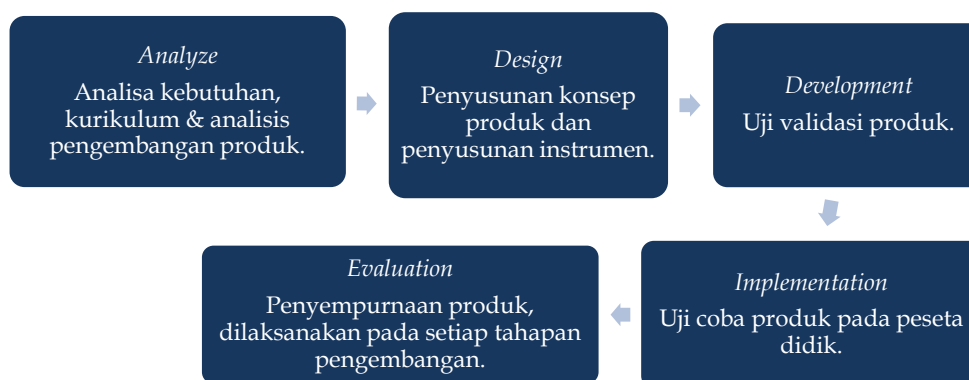 Analyze
Analisa kebutuhan,
kurikulum & analisis
pengembangan produk.
Design
Penyusunan konsep
produk dan
penyusunan instrumen.
Development
Uji validasi produk.
Implementation
Uji coba produk pada peseta
didik.
Evaluation
Penyempurnaan produk,
dilaksanakan pada setiap tahapan
pengembangan.